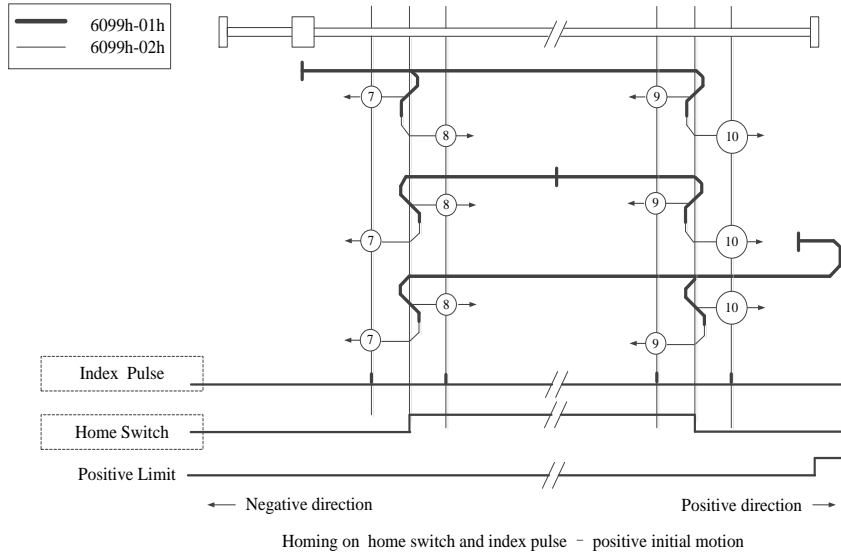 6099h-01h
6099h-02h
7
9
8
10
8
9
7
10
8
10
7
9
Index Pulse
Home Switch
Positive Limit
Negative direction
Positive direction
Homing on home switch and index pulse - positive initial motion